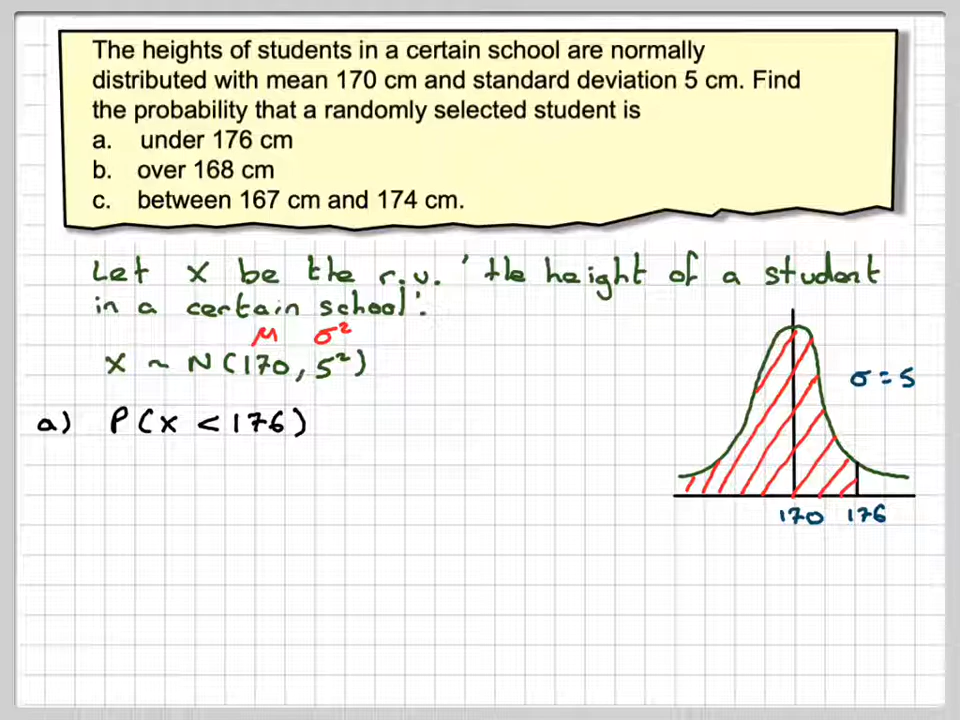 The heights of students in a certain school are normally
distributed with mean 170 cm and standard deviation 5 cm. Find
the probability that a randomly selected student is
a. under 176 cm
b. over 168 cm
c. between 167 cm and 174 cm.
Let X be the r.v. 'the height of a student
in a certain school'.
μ σ²
X ~ N(170, 5²)
σ = 5
a) P(X < 176)
170 176